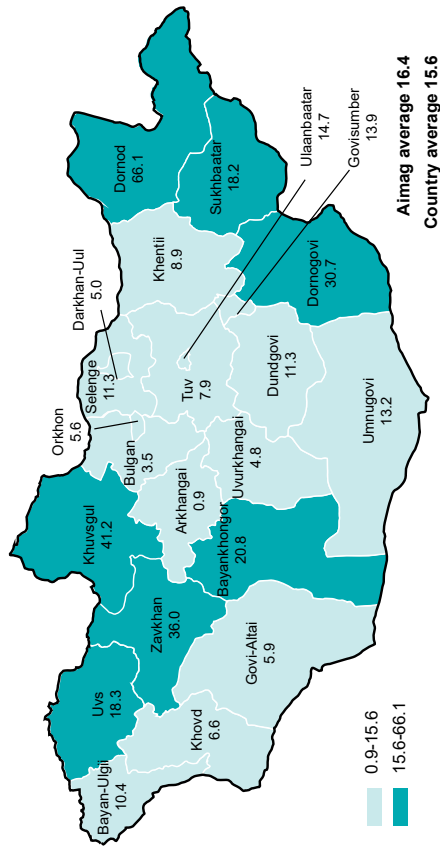 Bayan-Ulgii
10.4
Uvs
18.3
Khovd
6.6
Zavkhan
36.0
Govi-Altai
5.9
Khuvsgul
41.2
Bayankhongor
20.8
Arkhangai
0.9
Bulgan
3.5
Orkhon
5.6
Uvurkhangai
4.8
Selenge
11.3
Darkhan-Uul
5.0
Tuv
7.9
Dundgovi
11.3
Umnugovi
13.2
Khentii
8.9
Dornogovi
30.7
Dornod
66.1
Sukhbaatar
18.2
Ulaanbaatar
14.7
Govisumber
13.9
0.9-15.6
15.6-66.1
Aimag average 16.4
Country average 15.6